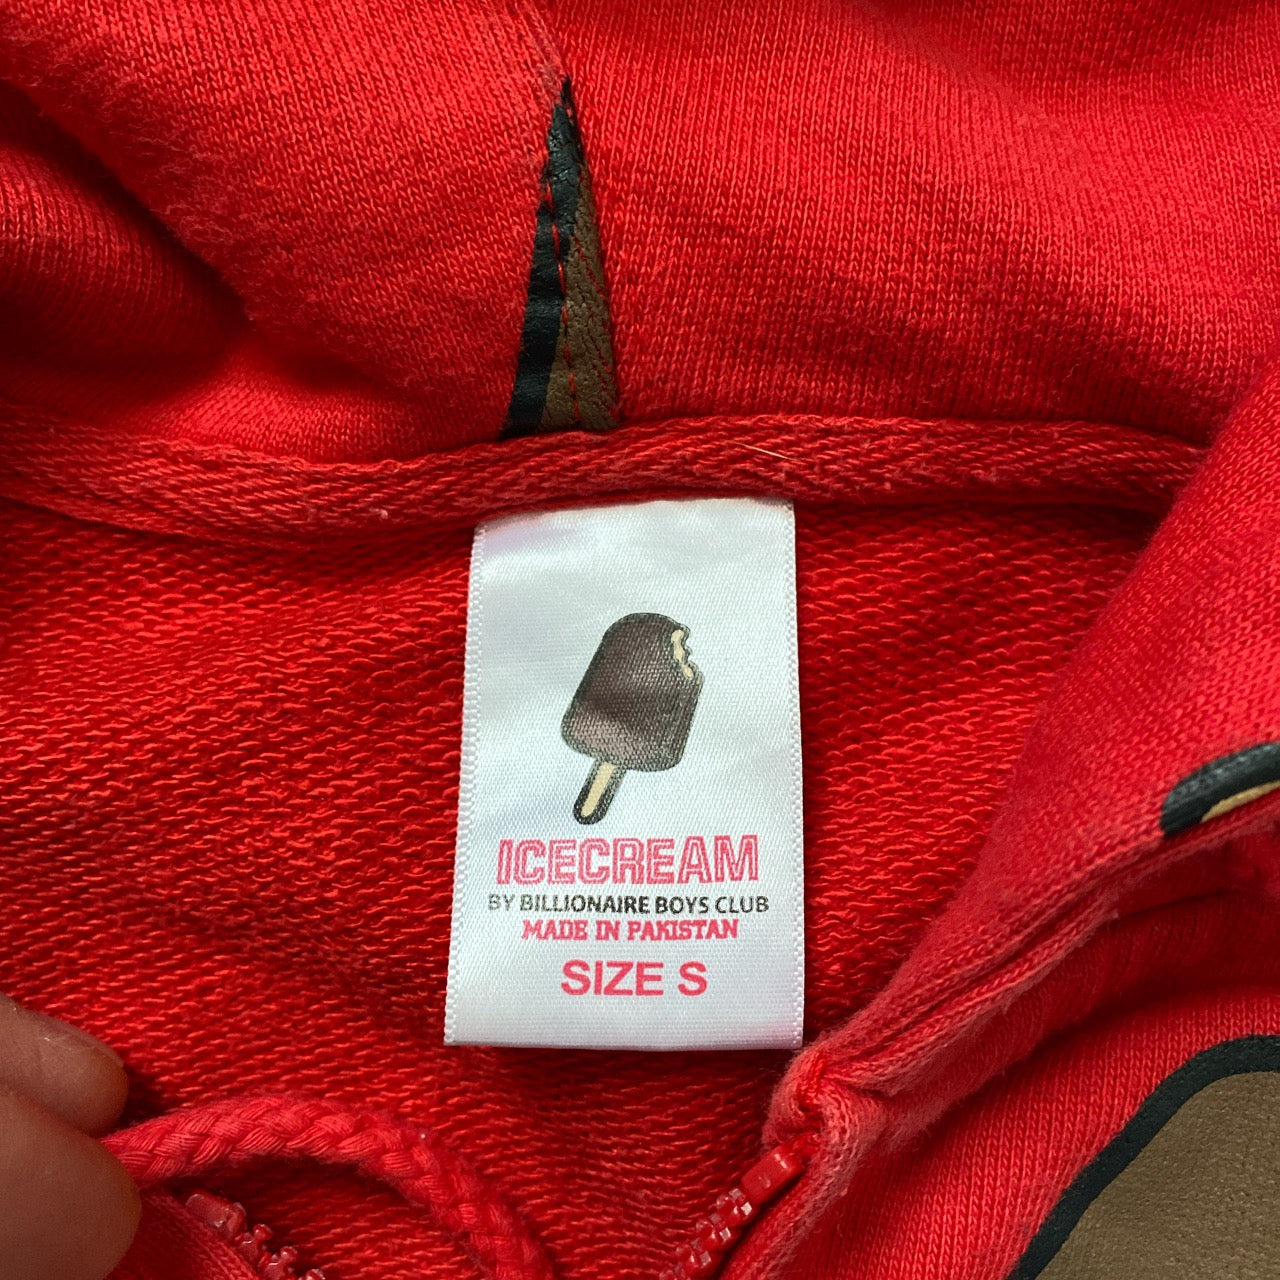 ICECREAM
BY BILLIONAIRE BOYS CLUB
MADE IN PAKISTAN
SIZE S